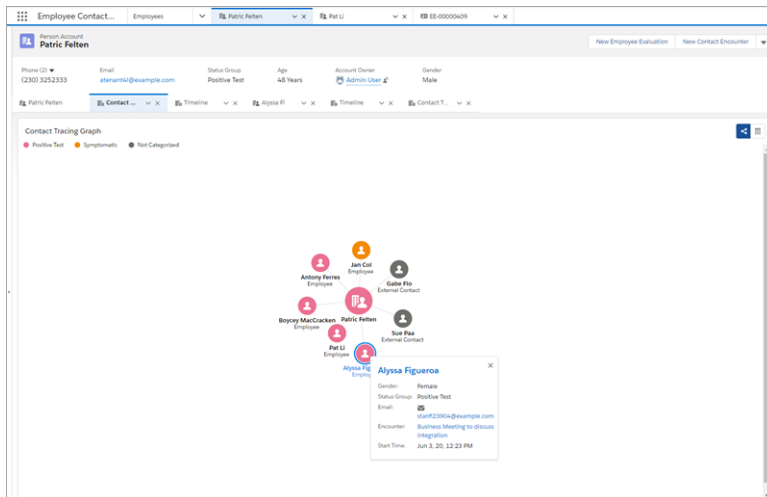 Employee Contact... Employees Patric Felten Pat Li EE-00000409
Person Account
Patric Felten
New Employee Evaluation New Contact Encounter
Phone (2) Email Status Group Age Account Owner Gender
(230) 3252333 atenant4l@example.com Positive Test 48 Years Admin User Male
Patric Felten Contact ... Timeline Alyssa Fi Timeline Contact T...
Contact Tracing Graph
Positive Test Symptomatic Not Categorized
Jan Col
Employee
Antony Ferres
Employee
Gabe Flo
External Contact
Boycey MacCracken
Employee
Patric Felten
Sue Paa
External Contact
Pat Li
Employee
Alyssa Fig
Employ
Alyssa Figueroa
Gender: Female
Status Group: Positive Test
Email:
stanfl23904@example.com
Encounter: Business Meeting to discuss
integration
Start Time: Jun 3, 20, 12:23 PM